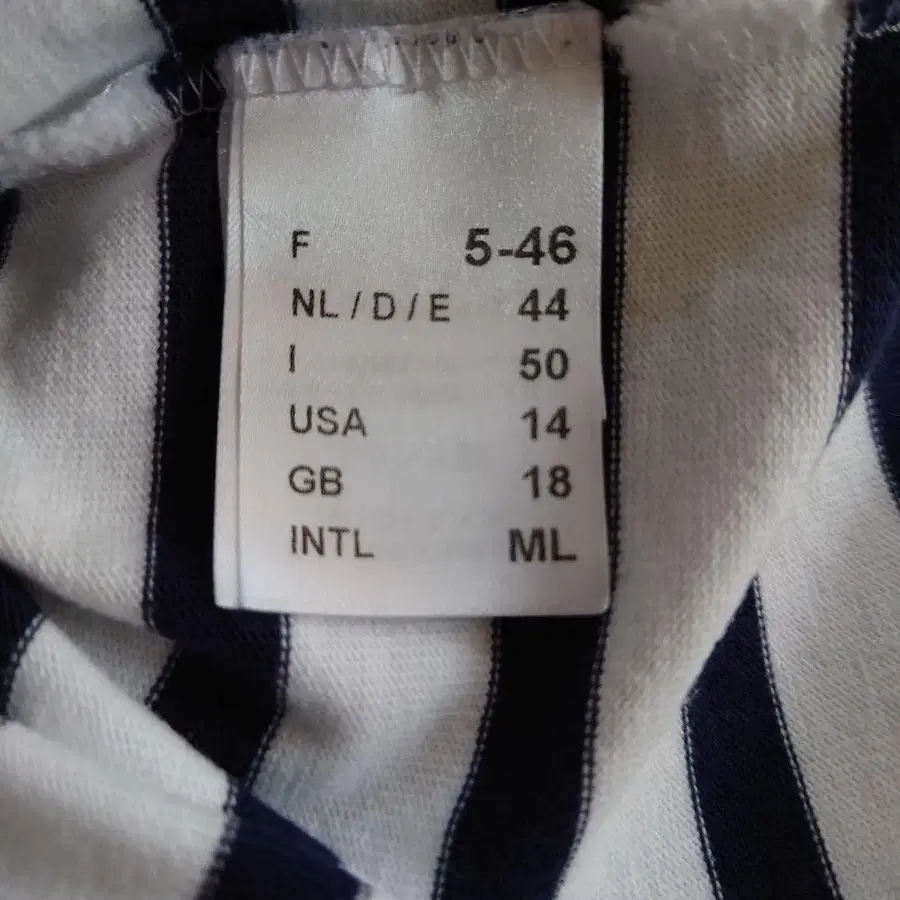 F 5-46
NL / D / E 44
I 50
USA 14
GB 18
INTL ML